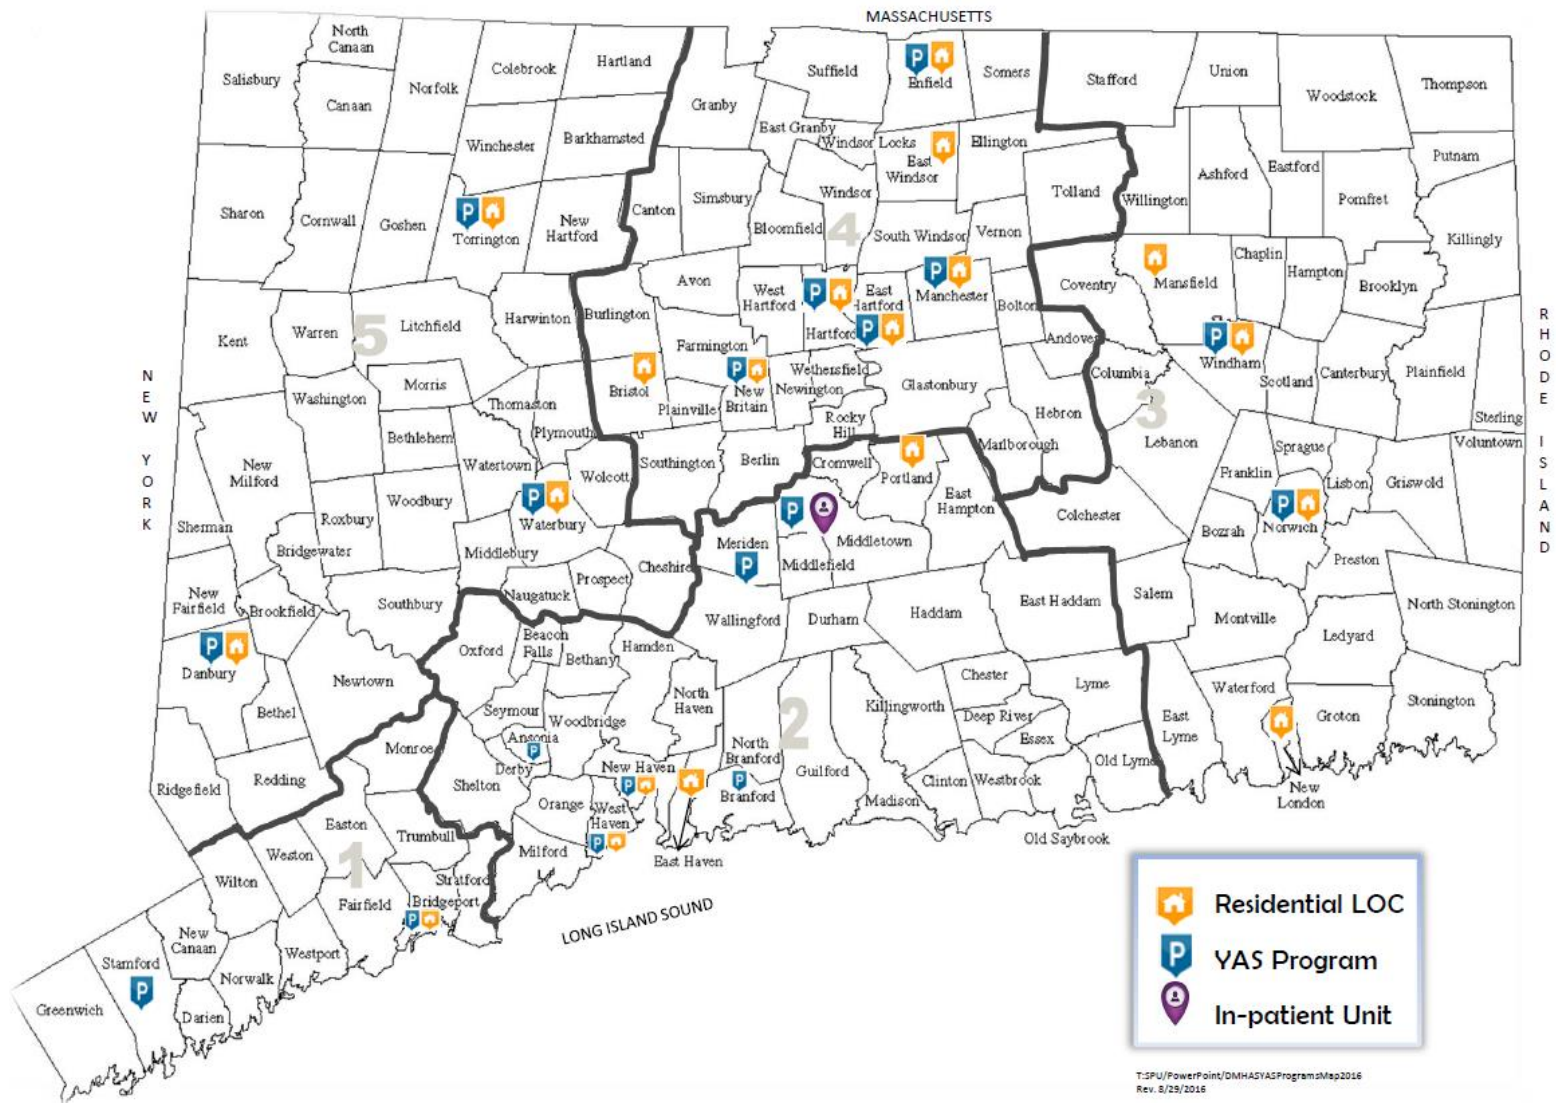 MASSACHUSETTS
North
Canaan
Salisbury
Canaan
Norfolk
Colebrook
Hartland
Granby
Suffield
P
Enfield
Somers
Stafford
Union
Woodstock
Thompson
Winchester
Barkhamsted
East Granby
Windsor Locks
East
Windsor
Ellington
Tolland
Willington
Ashford
Eastford
Pomfret
Putnam
Killingly
Sharon
Cornwall
Goshen
P
Torrington
New
Hartford
Canton
Simsbury
Bloomfield
Windsor
4
South Windsor
Vernon
Coventry
Mansfield
Chaplin
Hampton
Brooklyn
Kent
Warren
5
Litchfield
Harwinton
Burlington
Avon
West
Hartford
P
East
Hartford
Hartford
P
P
Manchester
Bolton
Andover
P
Windham
Scotland
Canterbury
Plainfield
Sterling
NEW YORK
RHODE ISLAND
Washington
Morris
Thomaston
Plymouth
Bristol
Farmington
Plainville
P
New
Britain
Newington
Wethersfield
Rocky
Hill
Glastonbury
Hebron
Marlborough
Columbia
3
Lebanon
Franklin
Sprague
Lisbon
Griswold
Voluntown
New
Milford
Bethlehem
Watertown
Woodbury
Roxbury
P
Waterbury
Wolcott
Southington
Berlin
Cromwell
Portland
East
Hampton
Colchester
Bozrah
P
Norwich
Preston
Sherman
Bridgewater
Middlebury
Naugatuck
Prospect
Cheshire
Meriden
P
P
Middletown
Middlefield
New
Fairfield
Brookfield
Southbury
Wallingford
Durham
Haddam
East Haddam
Salem
Montville
Ledyard
North Stonington
P
Danbury
Bethel
Newtown
Oxford
Beacon
Falls
Bethany
Hamden
North
Haven
Seymour
Woodbridge
Ansonia
P
Derby
Killingworth
Chester
Deep River
Essex
Lyme
Old Lyme
East
Lyme
Waterford
Groton
Stonington
New
London
Ridgefield
Redding
Monroe
Shelton
Orange
New Haven
P
West
Haven
P
East Haven
North
Branford
P
Branford
2
Guilford
Madison
Clinton
Westbrook
Old Saybrook
Easton
Trumbull
Weston
1
Wilton
Fairfield
Bridgeport
P
Stratford
Milford
LONG ISLAND SOUND
New
Canaan
Norwalk
Westport
Stamford
P
Darien
Greenwich
Residential LOC
P
YAS Program
In-patient Unit
T:SPU/PowerPoint/DMHASYASProgramsMap2016
Rev. 8/29/2016